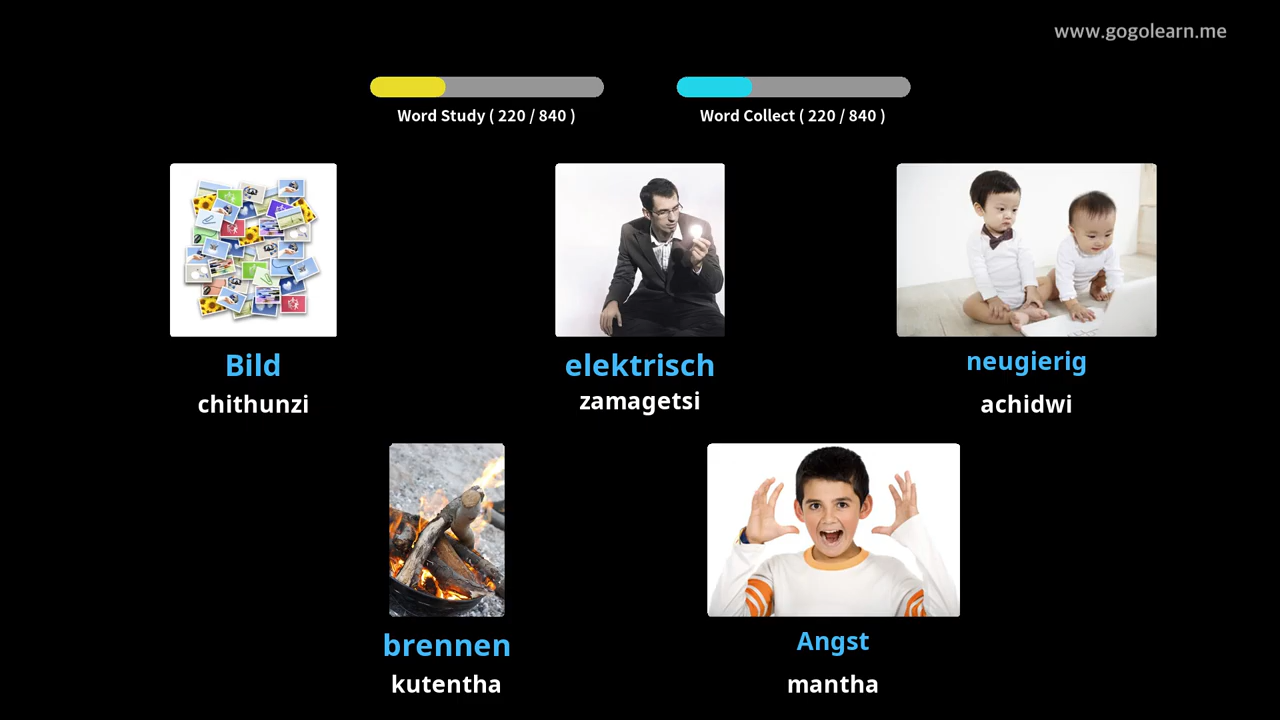 www.gogolearn.me
Word Study ( 220 / 840 )
Word Collect ( 220 / 840 )
Bild
chithunzi
elektrisch
zamagetsi
neugierig
achidwi
brennen
kutentha
Angst
mantha